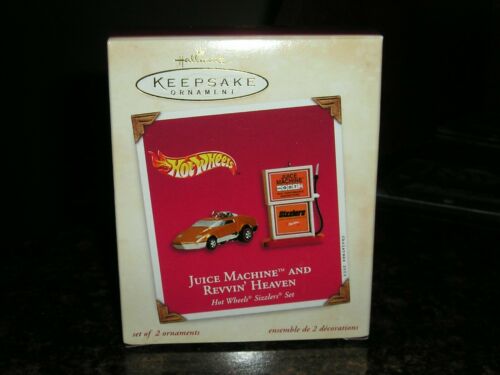 Hallmark
KEEPSAKE
ORNAMENT
Hot Wheels
JUICE
MACHINE
Sizzlers
JUICE MACHINE™ AND
REVVIN' HEAVEN
Hot Wheels® Sizzlers® Set
set of 2 ornaments
ensemble de 2 décorations